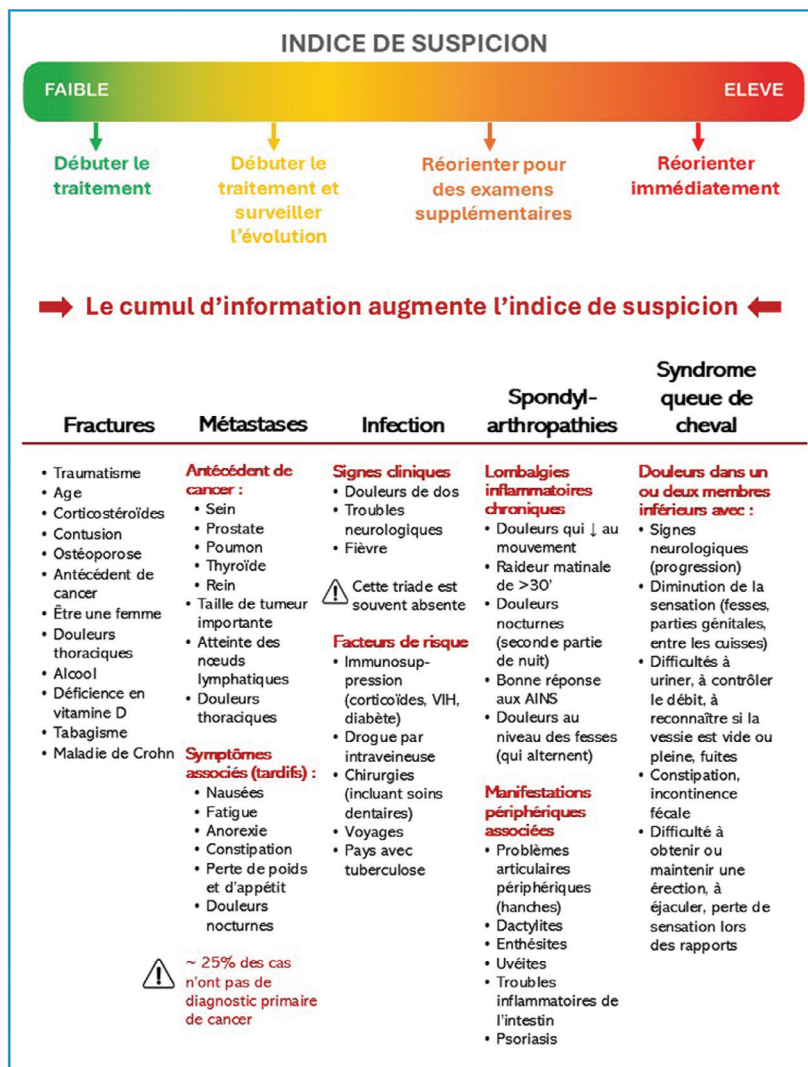 INDICE DE SUSPICION
FAIBLE
ELEVE
Débuter le
traitement
Débuter le
traitement et
surveiller
l'évolution
Réorienter pour
des examens
supplémentaires
Réorienter
immédiatement
Le cumul d'information augmente l'indice de suspicion
Fractures
• Traumatisme
• Age
• Corticostéroïdes
• Contusion
• Ostéoporose
• Antécédent de
cancer
• Être une femme
• Douleurs
thoraciques
• Alcool
• Déficience en
vitamine D
• Tabagisme
• Maladie de Crohn
Métastases
Antécédent de
cancer :
• Sein
• Prostate
• Poumon
• Thyroïde
• Rein
• Taille de tumeur
importante
• Atteinte des
nœuds
lymphatiques
• Douleurs
thoraciques
Symptômes
associés (tardifs) :
• Nausées
• Fatigue
• Anorexie
• Constipation
• Perte de poids
et d'appétit
• Douleurs
nocturnes
~ 25% des cas
n'ont pas de
diagnostic primaire
de cancer
Infection
Signes cliniques
• Douleurs de dos
• Troubles
neurologiques
• Fièvre
Cette triade est
souvent absente
Facteurs de risque
• Immunosup-
pression
(corticoïdes, VIH,
diabète)
• Drogue par
intraveineuse
• Chirurgies
(incluant soins
dentaires)
• Voyages
• Pays avec
tuberculose
Spondyl-
arthropathies
Lombalgies
inflammatoires
chroniques
• Douleurs qui ↓ au
mouvement
• Raideur matinale
de >30'
• Douleurs
nocturnes
(seconde partie
de nuit)
• Bonne réponse
aux AINS
• Douleurs au
niveau des fesses
(qui alternent)
Manifestations
périphériques
associées
• Problèmes
articulaires
périphériques
(hanches)
• Dactylites
• Enthésites
• Uvéites
• Troubles
inflammatoires de
l'intestin
• Psoriasis
Syndrome
queue de
cheval
Douleurs dans un
ou deux membres
inférieurs avec :
• Signes
neurologiques
(progression)
• Diminution de la
sensation (fesses,
parties génitales,
entre les cuisses)
• Difficultés à
uriner, à contrôler
le débit, à
reconnaître si la
vessie est vide ou
pleine, fuites
• Constipation,
incontinence
fécale
• Difficulté à
obtenir ou
maintenir une
érection, à
éjaculer, perte de
sensation lors
des rapports